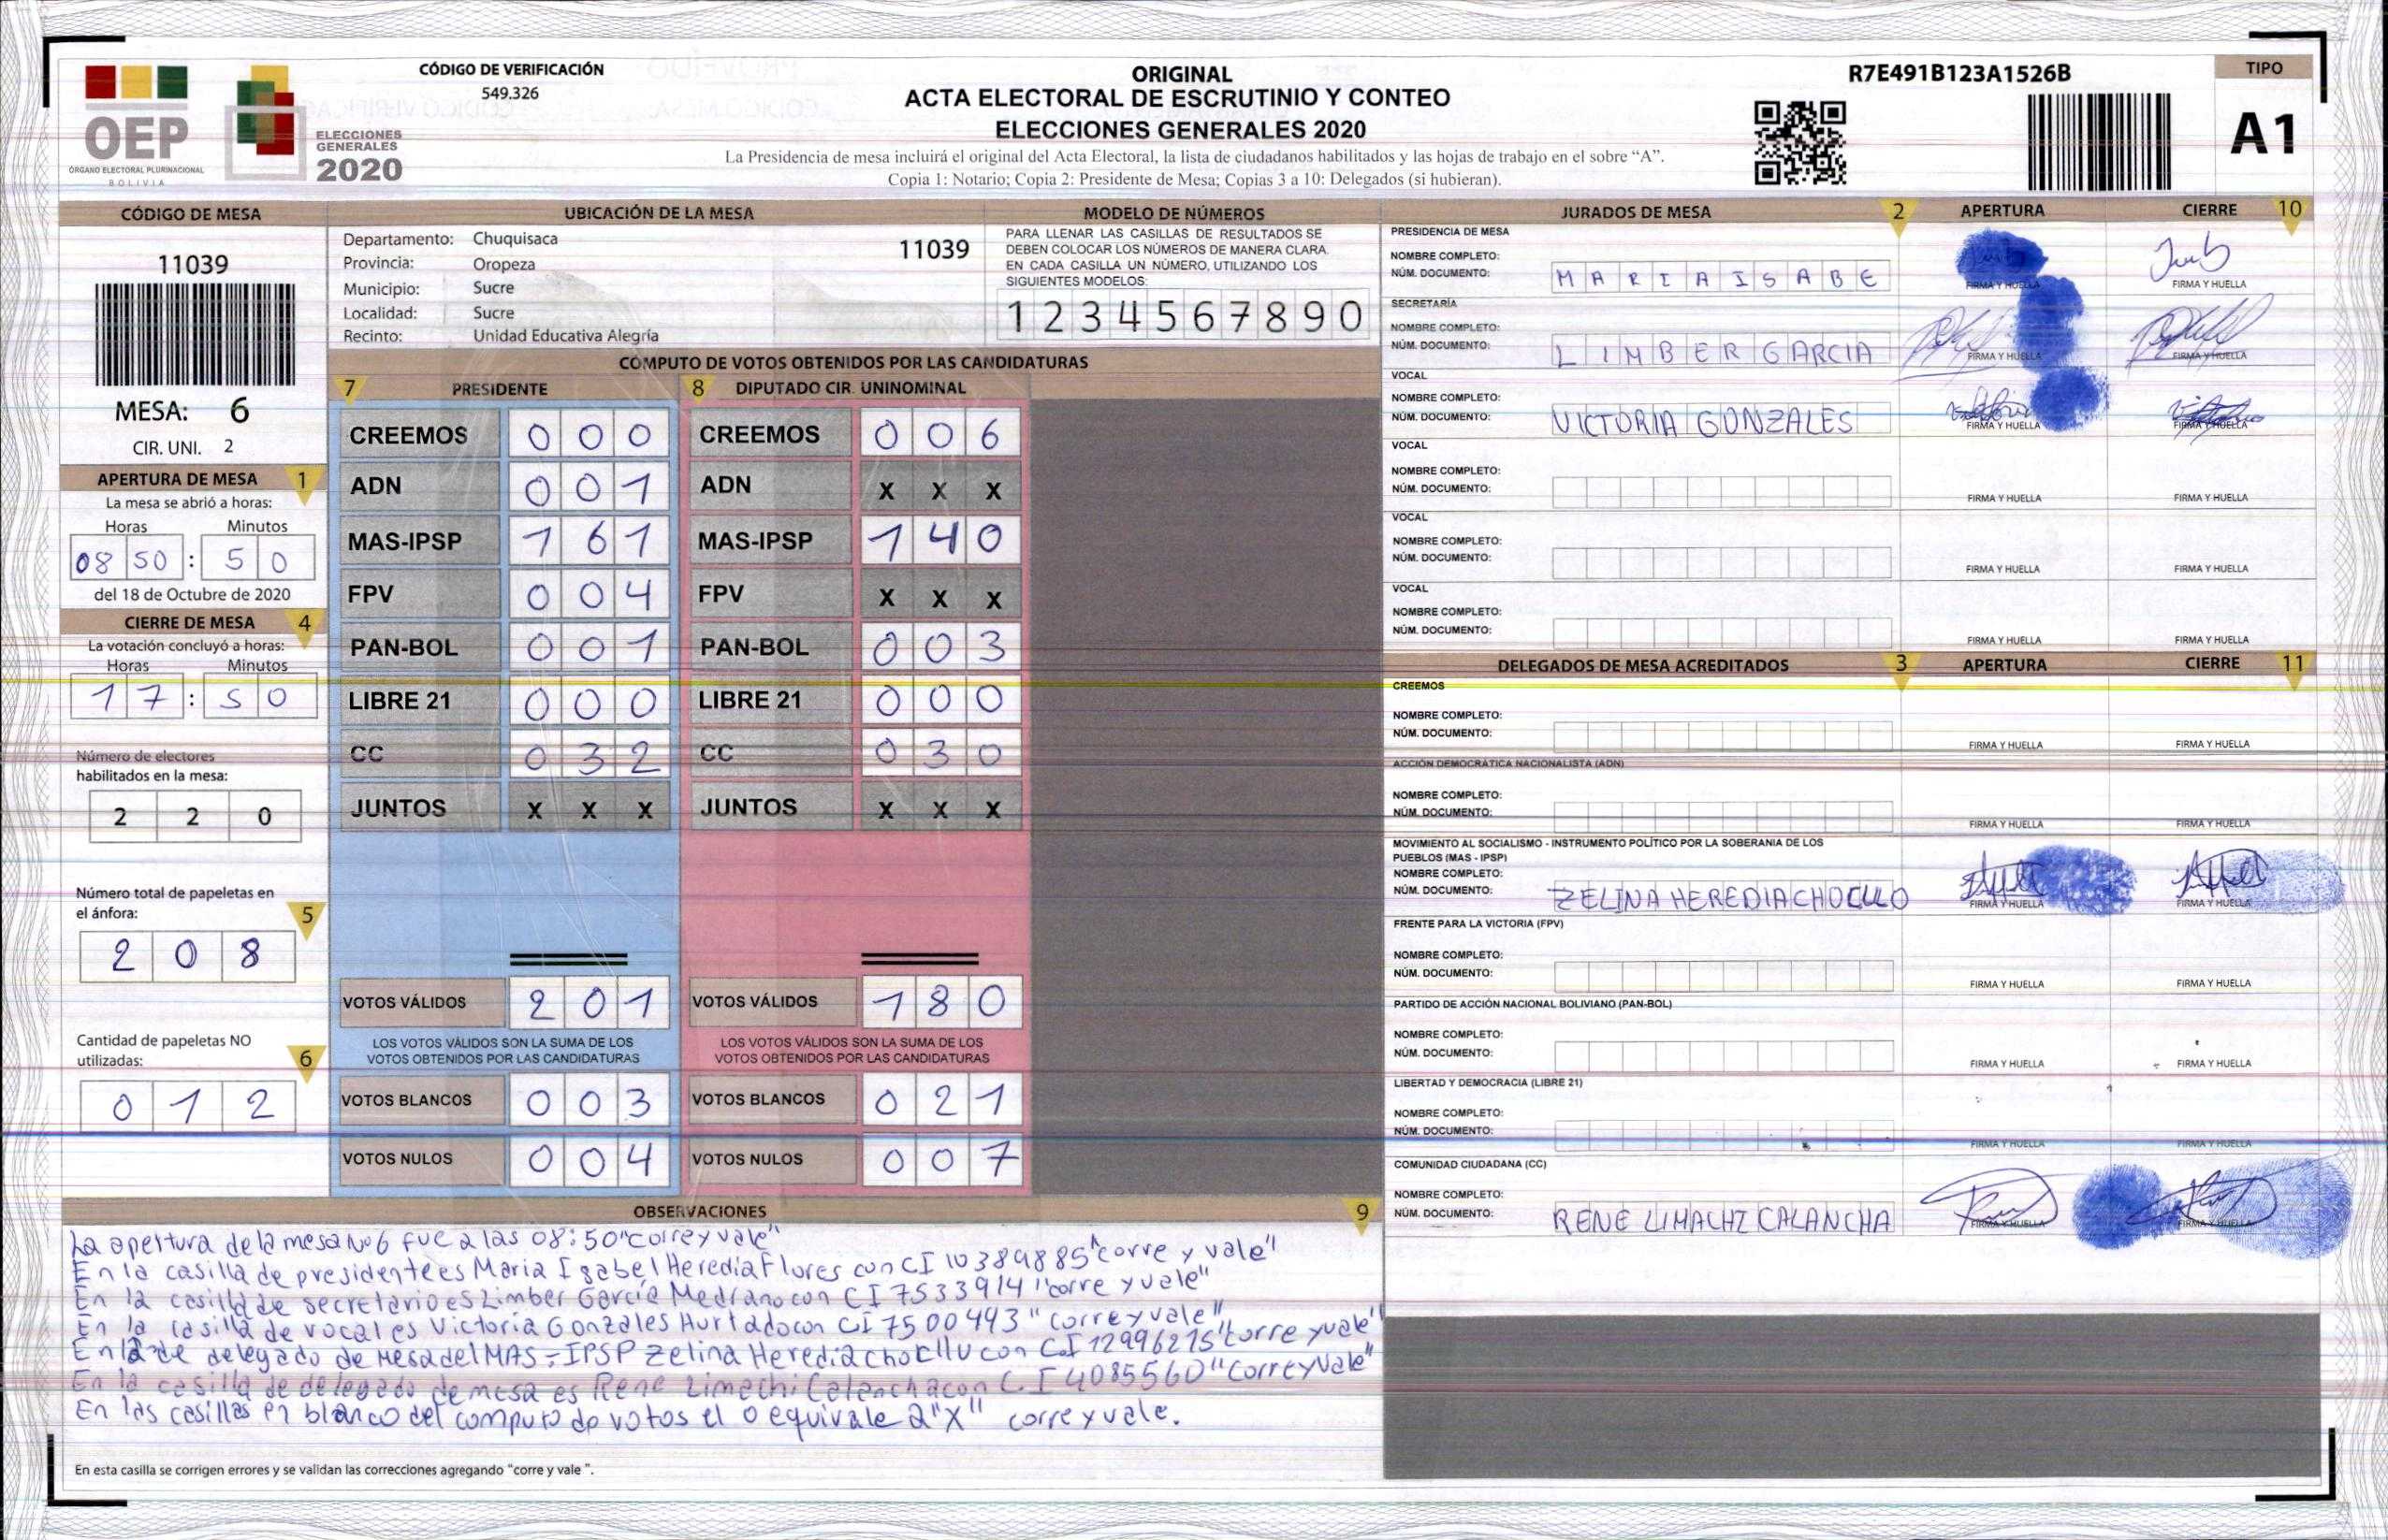 CÓDIGO DE VERIFICACIÓN
549.326
OEP
ÓRGANO ELECTORAL PLURINACIONAL
BOLIVIA
ELECCIONES
GENERALES
2020
ORIGINAL
ACTA ELECTORAL DE ESCRUTINIO Y CONTEO
ELECCIONES GENERALES 2020
La Presidencia de mesa incluirá el original del Acta Electoral, la lista de ciudadanos habilitados y las hojas de trabajo en el sobre “A”.
Copia 1: Notario; Copia 2: Presidente de Mesa; Copias 3 a 10: Delegados (si hubieran).
R7E491B123A1526B
TIPO
A1
CÓDIGO DE MESA
11039
MESA: 6
CIR. UNI. 2
APERTURA DE MESA 1
La mesa se abrió a horas:
Horas Minutos
08 50 : 5 0
del 18 de Octubre de 2020
CIERRE DE MESA 4
La votación concluyó a horas:
Horas Minutos
1 7 : 5 0
Número de electores
habilitados en la mesa:
2 2 0
Número total de papeletas en
el ánfora: 5
2 0 8
Cantidad de papeletas NO
utilizadas: 6
0 1 2
UBICACIÓN DE LA MESA
Departamento: Chuquisaca 11039
Provincia: Oropeza
Municipio: Sucre
Localidad: Sucre
Recinto: Unidad Educativa Alegría
MODELO DE NÚMEROS
PARA LLENAR LAS CASILLAS DE RESULTADOS SE
DEBEN COLOCAR LOS NÚMEROS DE MANERA CLARA.
EN CADA CASILLA UN NÚMERO, UTILIZANDO LOS
SIGUIENTES MODELOS:
1 2 3 4 5 6 7 8 9 0
COMPUTO DE VOTOS OBTENIDOS POR LAS CANDIDATURAS
7 PRESIDENTE 8 DIPUTADO CIR. UNINOMINAL
CREEMOS 0 0 0 CREEMOS 0 0 6
ADN 0 0 1 ADN X X X
MAS-IPSP 1 6 1 MAS-IPSP 1 4 0
FPV 0 0 4 FPV X X X
PAN-BOL 0 0 1 PAN-BOL 0 0 3
LIBRE 21 0 0 0 LIBRE 21 0 0 0
CC 0 3 2 CC 0 3 0
JUNTOS X X X JUNTOS X X X
VOTOS VÁLIDOS 2 0 1 VOTOS VÁLIDOS 1 8 0
LOS VOTOS VÁLIDOS SON LA SUMA DE LOS LOS VOTOS VÁLIDOS SON LA SUMA DE LOS
VOTOS OBTENIDOS POR LAS CANDIDATURAS VOTOS OBTENIDOS POR LAS CANDIDATURAS
VOTOS BLANCOS 0 0 3 VOTOS BLANCOS 0 2 1
VOTOS NULOS 0 0 4 VOTOS NULOS 0 0 7
JURADOS DE MESA 2 APERTURA CIERRE 10
PRESIDENCIA DE MESA
NOMBRE COMPLETO:
NÚM. DOCUMENTO: M A R I A I S A B E
FIRMA Y HUELLA FIRMA Y HUELLA
SECRETARÍA
NOMBRE COMPLETO:
NÚM. DOCUMENTO: LIMBER GARCIA
FIRMA Y HUELLA FIRMA Y HUELLA
VOCAL
NOMBRE COMPLETO:
NÚM. DOCUMENTO: VICTORIA GONZALES
FIRMA Y HUELLA FIRMA Y HUELLA
VOCAL
NOMBRE COMPLETO:
NÚM. DOCUMENTO:
FIRMA Y HUELLA FIRMA Y HUELLA
VOCAL
NOMBRE COMPLETO:
NÚM. DOCUMENTO:
FIRMA Y HUELLA FIRMA Y HUELLA
VOCAL
NOMBRE COMPLETO:
NÚM. DOCUMENTO:
FIRMA Y HUELLA FIRMA Y HUELLA
DELEGADOS DE MESA ACREDITADOS 3 APERTURA CIERRE 11
CREEMOS
NOMBRE COMPLETO:
NÚM. DOCUMENTO:
FIRMA Y HUELLA FIRMA Y HUELLA
ACCIÓN DEMOCRÁTICA NACIONALISTA (ADN)
NOMBRE COMPLETO:
NÚM. DOCUMENTO:
FIRMA Y HUELLA FIRMA Y HUELLA
MOVIMIENTO AL SOCIALISMO - INSTRUMENTO POLÍTICO POR LA SOBERANIA DE LOS
PUEBLOS (MAS - IPSP)
NOMBRE COMPLETO:
NÚM. DOCUMENTO: ZELINA HEREDIA CHOCLLO
FIRMA Y HUELLA FIRMA Y HUELLA
FRENTE PARA LA VICTORIA (FPV)
NOMBRE COMPLETO:
NÚM. DOCUMENTO:
FIRMA Y HUELLA FIRMA Y HUELLA
PARTIDO DE ACCIÓN NACIONAL BOLIVIANO (PAN-BOL)
NOMBRE COMPLETO:
NÚM. DOCUMENTO:
FIRMA Y HUELLA FIRMA Y HUELLA
LIBERTAD Y DEMOCRACIA (LIBRE 21)
NOMBRE COMPLETO:
NÚM. DOCUMENTO:
FIRMA Y HUELLA FIRMA Y HUELLA
COMUNIDAD CIUDADANA (CC)
NOMBRE COMPLETO:
NÚM. DOCUMENTO: RENE LIMACHI CALANCHA
FIRMA Y HUELLA FIRMA Y HUELLA
OBSERVACIONES 9
La apertura de la mesa Nº6 fue a las 08:50 "corre y vale"
En la casilla de presidente es Maria Isabel Heredia Flores con CI 10389885 "corre y vale"
En la casilla de secretario es Limber García Medrano con CI 7533914 "corre y vale"
En la casilla de vocal es Victoria Gonzales Hurtado con CI 7500493 "corre y vale"
En la de delegado de mesa del MAS-IPSP Zelina Heredia chocllu con C.I 12996215 "corre y vale"
En la casilla de delegado de mesa es Rene Limachi Calancha con C.I 4085560 "corre y vale"
En las casillas en blanco del computo de votos el 0 equivale a "X" corre y vale.
En esta casilla se corrigen errores y se validan las correcciones agregando “corre y vale ”.